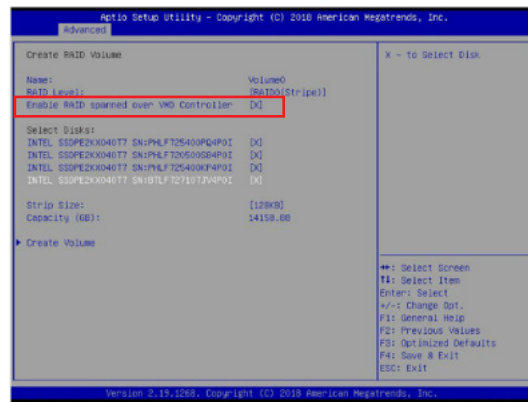 Aptio Setup Utility - Copyright (C) 2018 American Megatrends, Inc.
Advanced
Create RAID Volume
Name: Volume0
RAID Level: [RAID0(Stripe)]
Enable RAID spanned over VMD Controller [X]
Select Disks:
INTEL SSDPE2KX040T7 SN:PHLF725400PQ4P0I [X]
INTEL SSDPE2KX040T7 SN:PHLF720500S84P0I [X]
INTEL SSDPE2KX040T7 SN:PHLF725400KP4P0I [X]
INTEL SSDPE2KX040T7 SN:BTLF727107JV4P0I [X]
Strip Size: [128KB]
Capacity (GB): 14158.08
Create Volume
X - to Select Disk
: Select Screen
: Select Item
Enter: Select
+/-: Change Opt.
F1: General Help
F2: Previous Values
F3: Optimized Defaults
F4: Save & Exit
ESC: Exit
Version 2.19.1268. Copyright (C) 2018 American Megatrends, Inc.